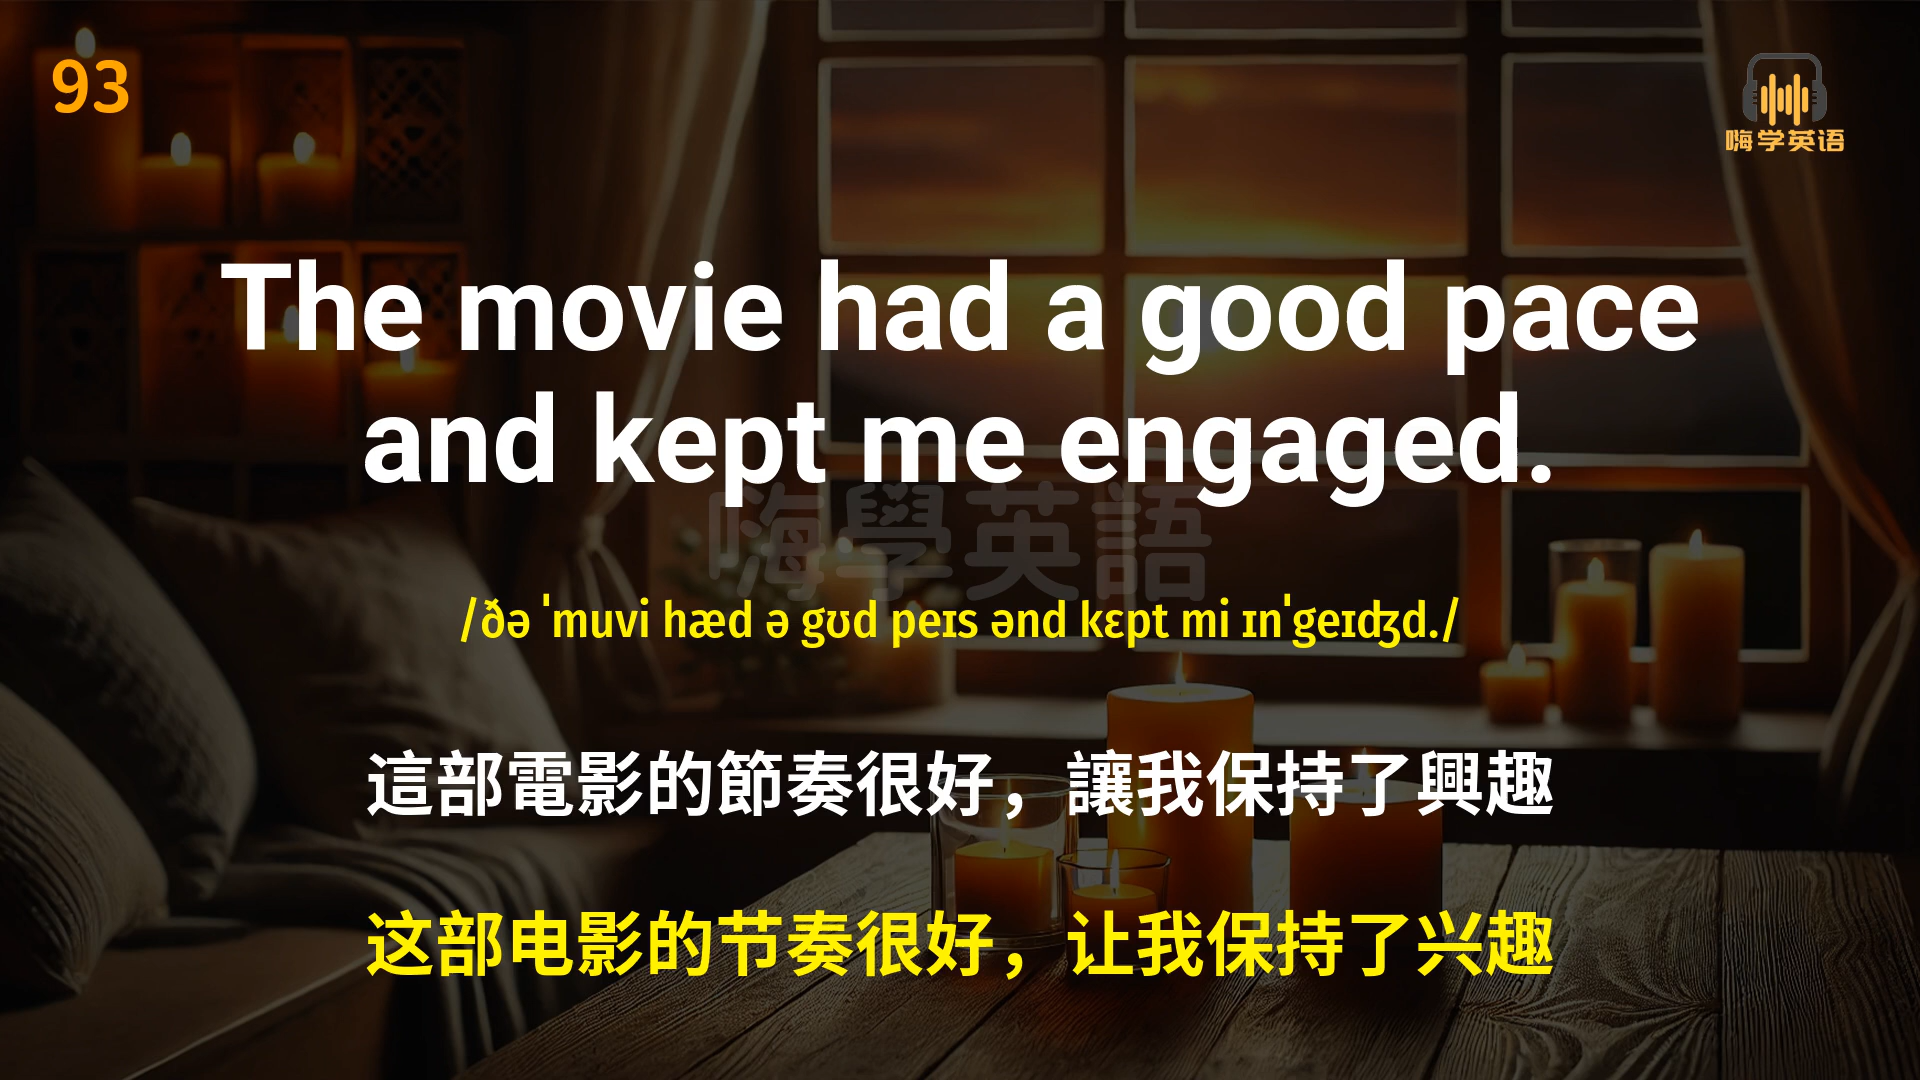 93
嗨学英语
The movie had a good pace
and kept me engaged.
嗨學英語
/ðə ˈmuvi hæd ə gʊd peɪs ənd kɛpt mi ɪnˈgeɪʤd./
這部電影的節奏很好，讓我保持了興趣
这部电影的节奏很好，让我保持了兴趣